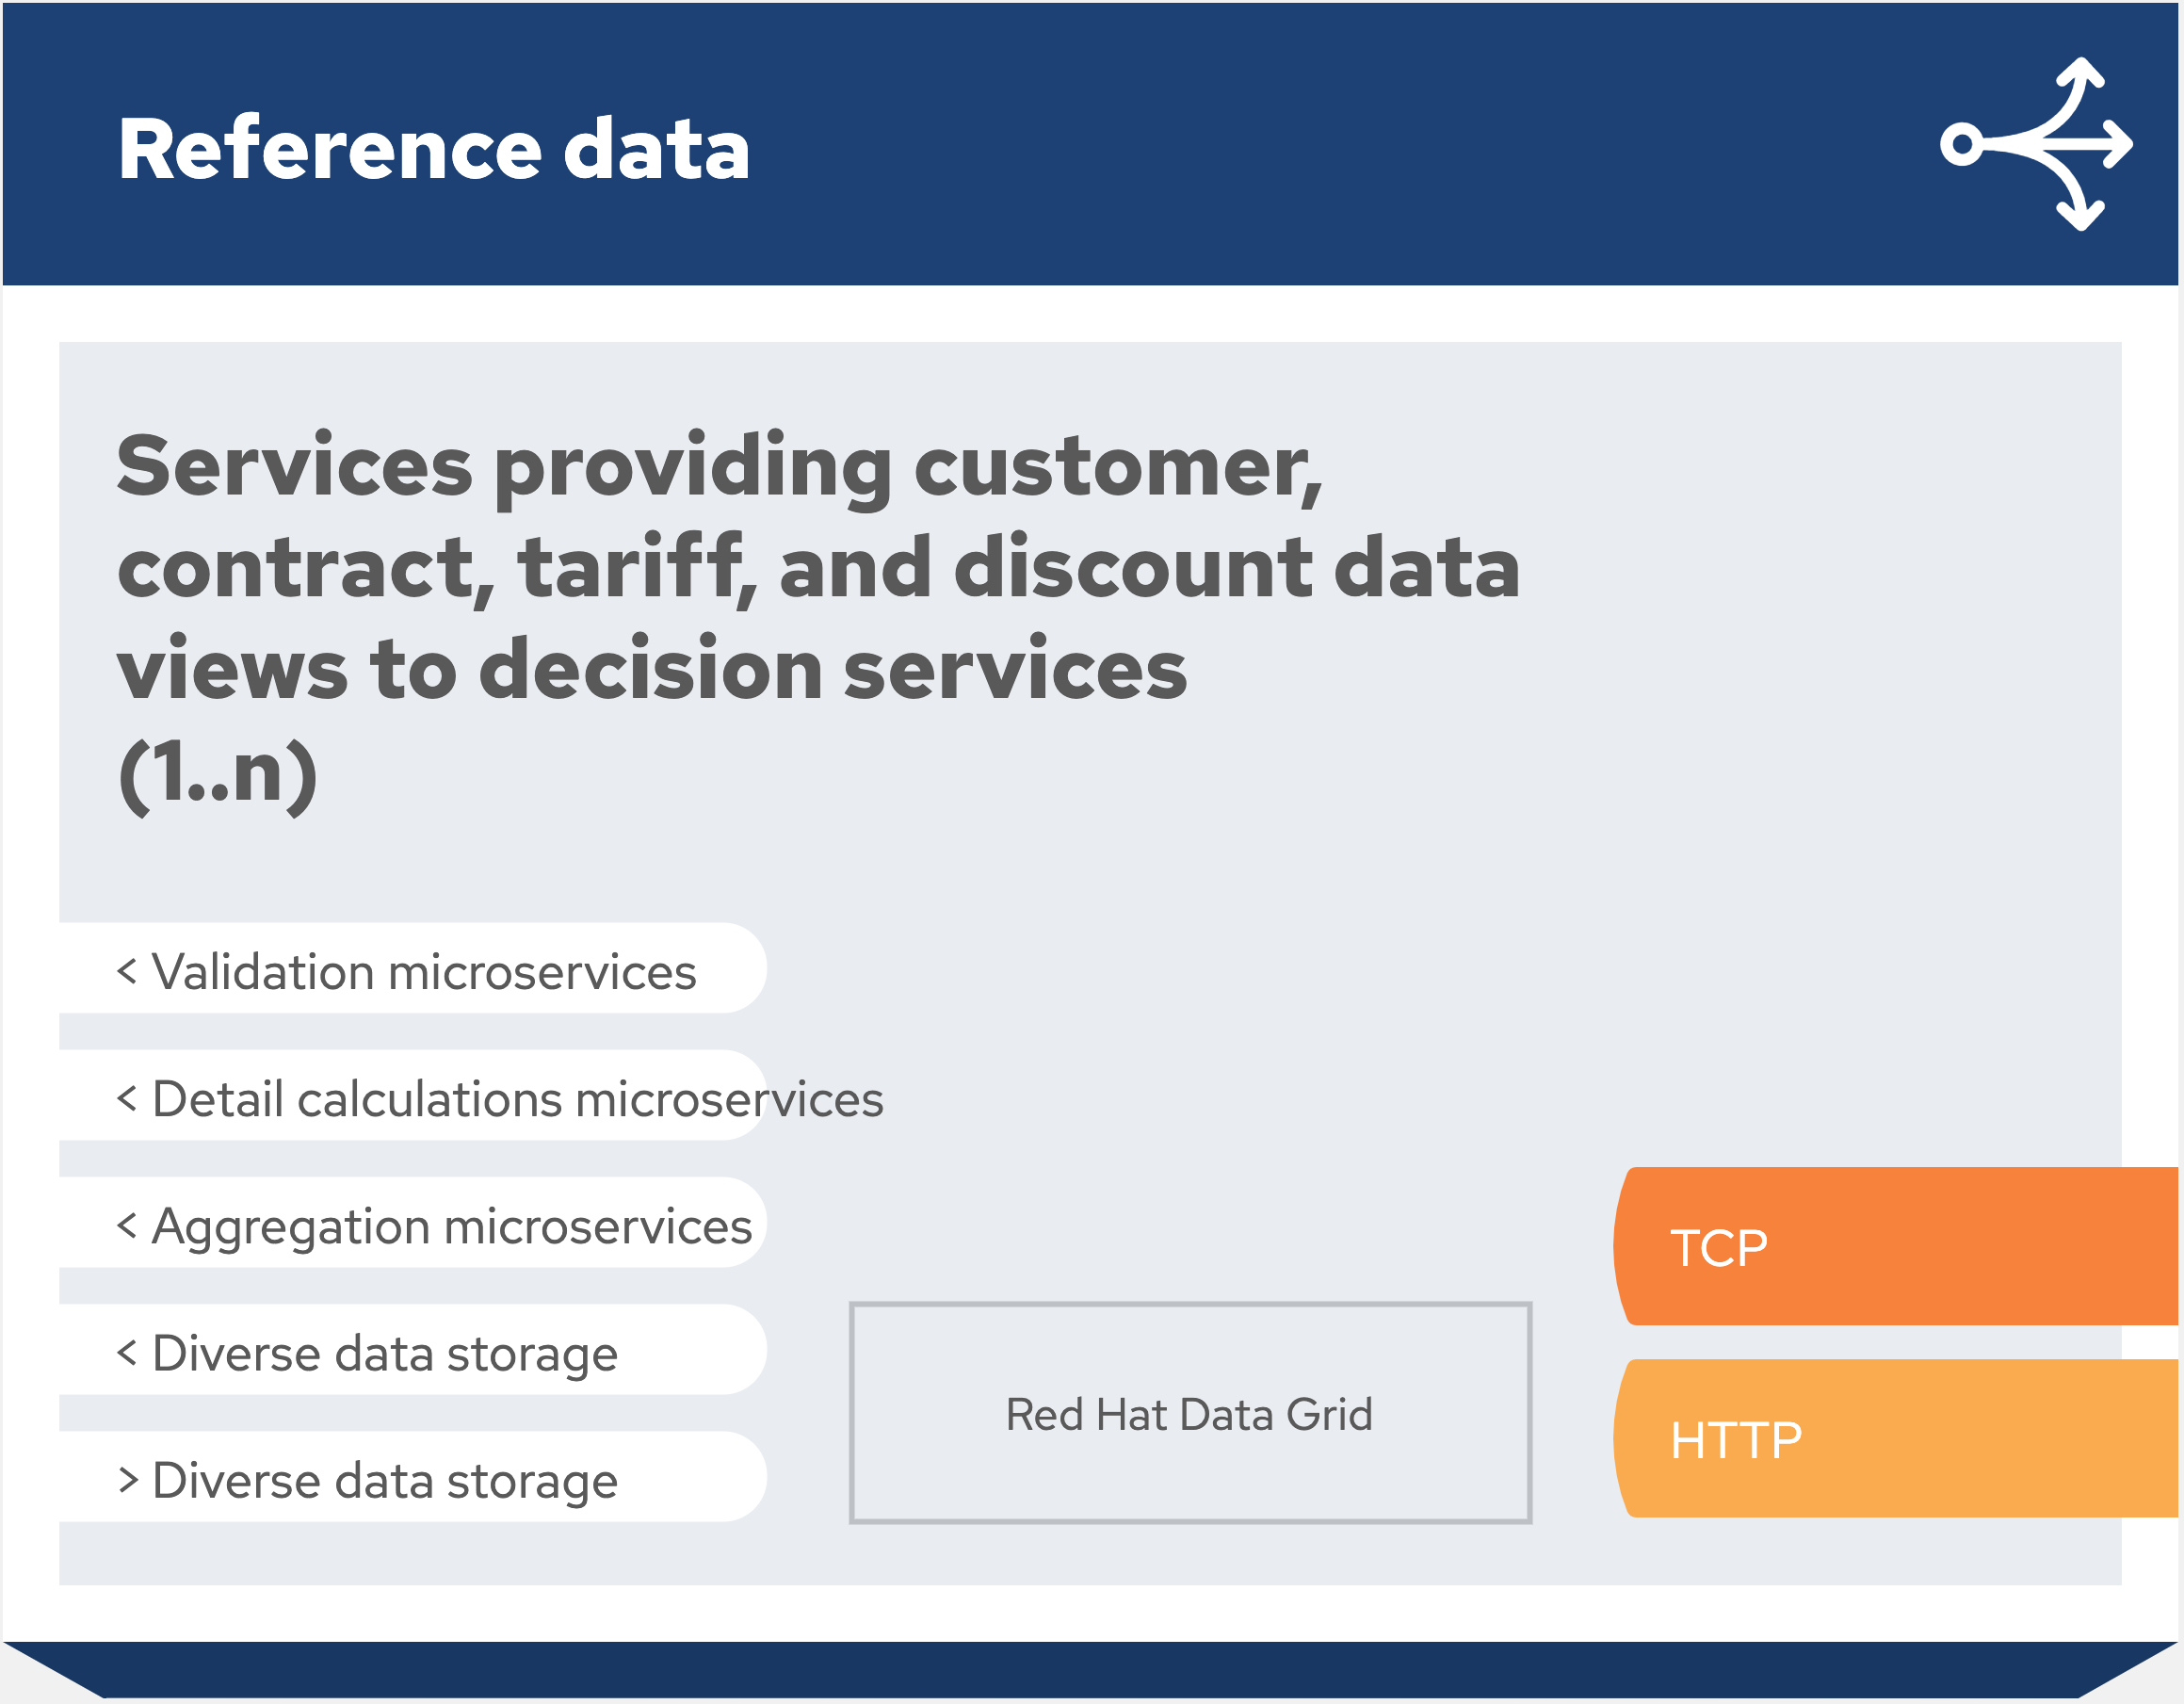 Reference data
Services providing customer,
contract, tariff, and discount data
views to decision services
(1..n)
< Validation microservices
< Detail calculations microservices
< Aggregation microservices
< Diverse data storage
> Diverse data storage
Red Hat Data Grid
TCP
HTTP